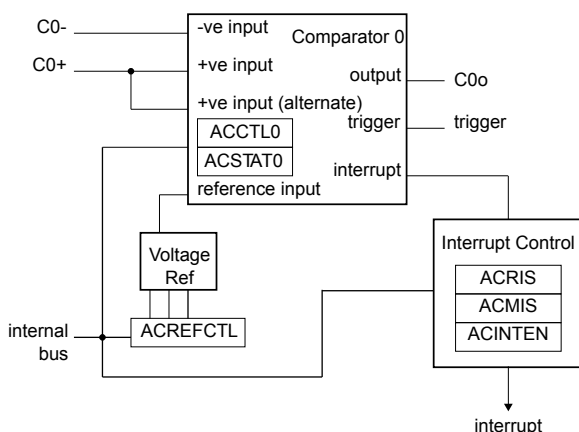 C0-
-ve input
Comparator 0
C0+
+ve input
output
C0o
+ve input (alternate)
ACCTL0
trigger
trigger
ACSTAT0
interrupt
reference input
Voltage
Ref
Interrupt Control
ACRIS
ACMIS
ACINTEN
internal
bus
ACREFCTL
interrupt